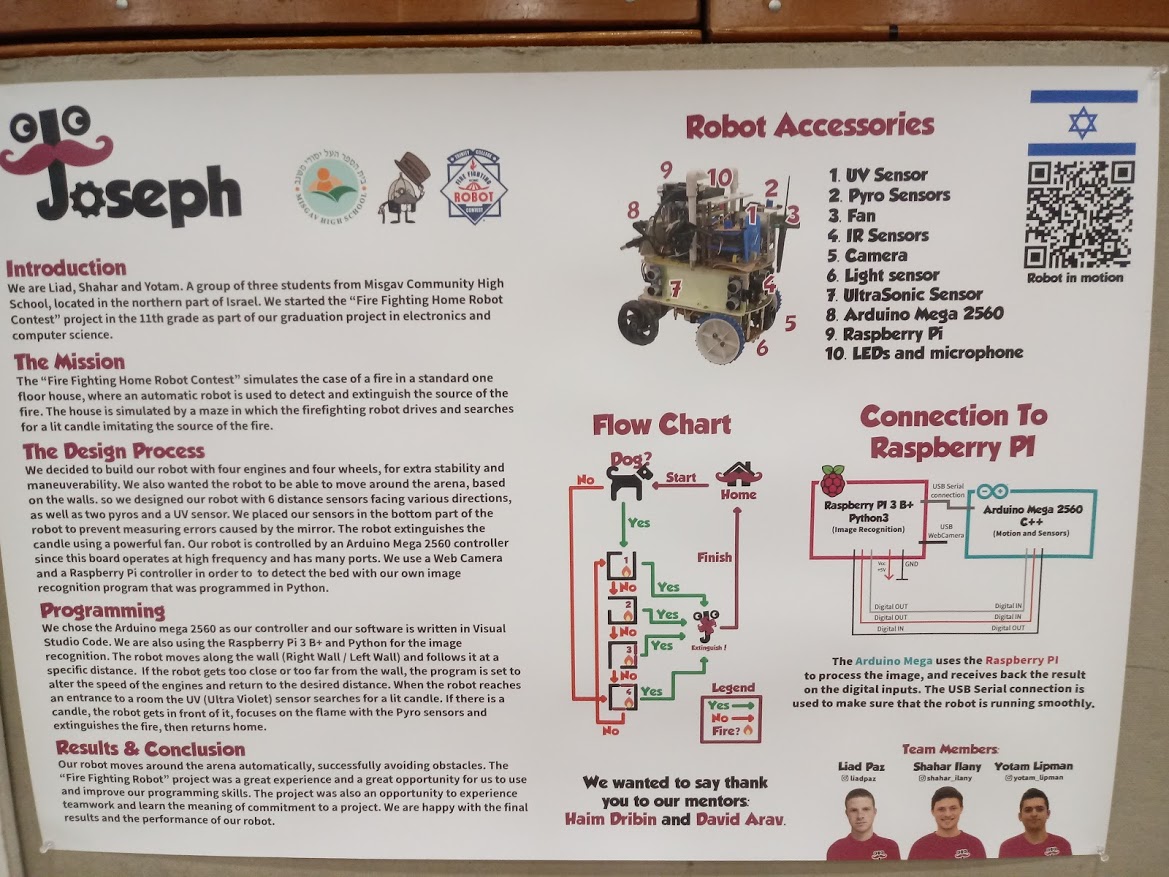 Joseph
בית הספר העל יסודי משגב
MISGAV HIGH SCHOOL
TRINITY COLLEGE
FIRE FIGHTING
HOME
ROBOT
CONTEST
Introduction
We are Liad, Shahar and Yotam. A group of three students from Misgav Community High
School, located in the northern part of Israel. We started the “Fire Fighting Home Robot
Contest” project in the 11th grade as part of our graduation project in electronics and
computer science.
The Mission
The “Fire Fighting Home Robot Contest” simulates the case of a fire in a standard one
floor house, where an automatic robot is used to detect and extinguish the source of the
fire. The house is simulated by a maze in which the firefighting robot drives and searches
for a lit candle imitating the source of the fire.
The Design Process
We decided to build our robot with four engines and four wheels, for extra stability and
maneuverability. We also wanted the robot to be able to move around the arena, based
on the walls. so we designed our robot with 6 distance sensors facing various directions,
as well as two pyros and a UV sensor. We placed our sensors in the bottom part of the
robot to prevent measuring errors caused by the mirror. The robot extinguishes the
candle using a powerful fan. Our robot is controlled by an Arduino Mega 2560 controller
since this board operates at high frequency and has many ports. We use a Web Camera
and a Raspberry Pi controller in order to to detect the bed with our own image
recognition program that was programmed in Python.
Programming
We chose the Arduino mega 2560 as our controller and our software is written in Visual
Studio Code. We are also using the Raspberry Pi 3 B+ and Python for the image
recognition. The robot moves along the wall (Right Wall / Left Wall) and follows it at a
specific distance. If the robot gets too close or too far from the wall, the program is set to
alter the speed of the engines and return to the desired distance. When the robot reaches
an entrance to a room the UV (Ultra Violet) sensor searches for a lit candle. If there is a
candle, the robot gets in front of it, focuses on the flame with the Pyro sensors and
extinguishes the fire, then returns home.
Results & Conclusion
Our robot moves around the arena automatically, successfully avoiding obstacles. The
“Fire Fighting Robot” project was a great experience and a great opportunity for us to use
and improve our programming skills. The project was also an opportunity to experience
teamwork and learn the meaning of commitment to a project. We are happy with the final
results and the performance of our robot.
Robot Accessories
9
10
2
8
1
3
7
4
5
6
1. UV Sensor
2. Pyro Sensors
3. Fan
4. IR Sensors
5. Camera
6. Light sensor
7. UltraSonic Sensor
8. Arduino Mega 2560
9. Raspberry Pi
10. LEDs and microphone
Robot in motion
Flow Chart
Dog?
No
Start
Home
Yes
Finish
1
No
Yes
2
No
Yes
3
No
Yes
4
No
Yes
Extinguish !
Legend
Yes
No
Fire?
We wanted to say thank
you to our mentors:
Haim Dribin and David Arav.
Connection To
Raspberry PI
Raspberry PI 3 B+
Python3
(Image Recognition)
USB Serial
connection
USB
WebCamera
Arduino Mega 2560
C++
(Motion and Sensors)
Vcc
+5V
GND
Digital OUT
Digital IN
Digital OUT
Digital IN
Digital IN
Digital OUT
The Arduino Mega uses the Raspberry PI
to process the image, and receives back the result
on the digital inputs. The USB Serial connection is
used to make sure that the robot is running smoothly.
Team Members:
Liad Paz
liadpaz
Shahar Ilany
shahar_ilany
Yotam Lipman
yotam_lipman